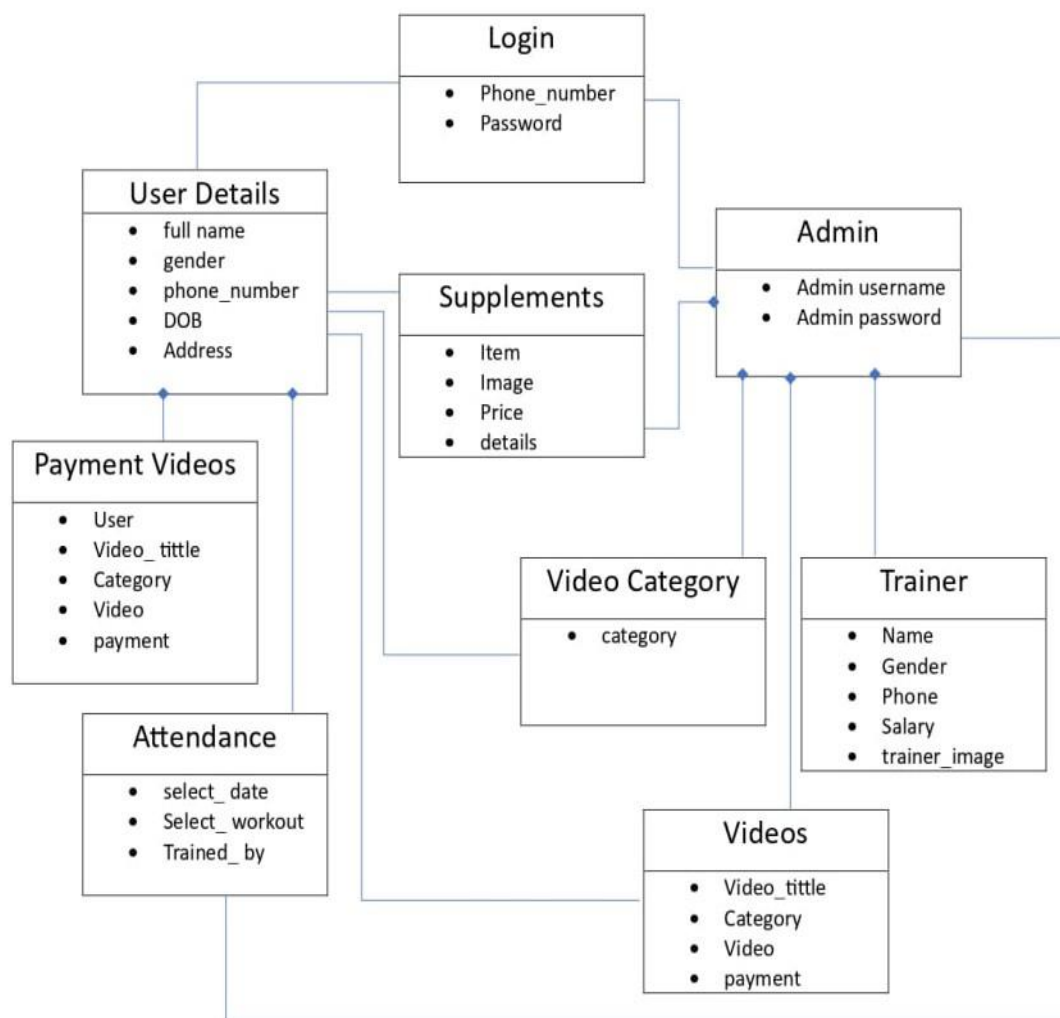 Login
• Phone_number
• Password
User Details
• full name
• gender
• phone_number
• DOB
• Address
Admin
• Admin username
• Admin password
Supplements
• Item
• Image
• Price
• details
Payment Videos
• User
• Video_ tittle
• Category
• Video
• payment
Video Category
• category
Trainer
• Name
• Gender
• Phone
• Salary
• trainer_image
Attendance
• select_ date
• Select_ workout
• Trained_ by
Videos
• Video_tittle
• Category
• Video
• payment